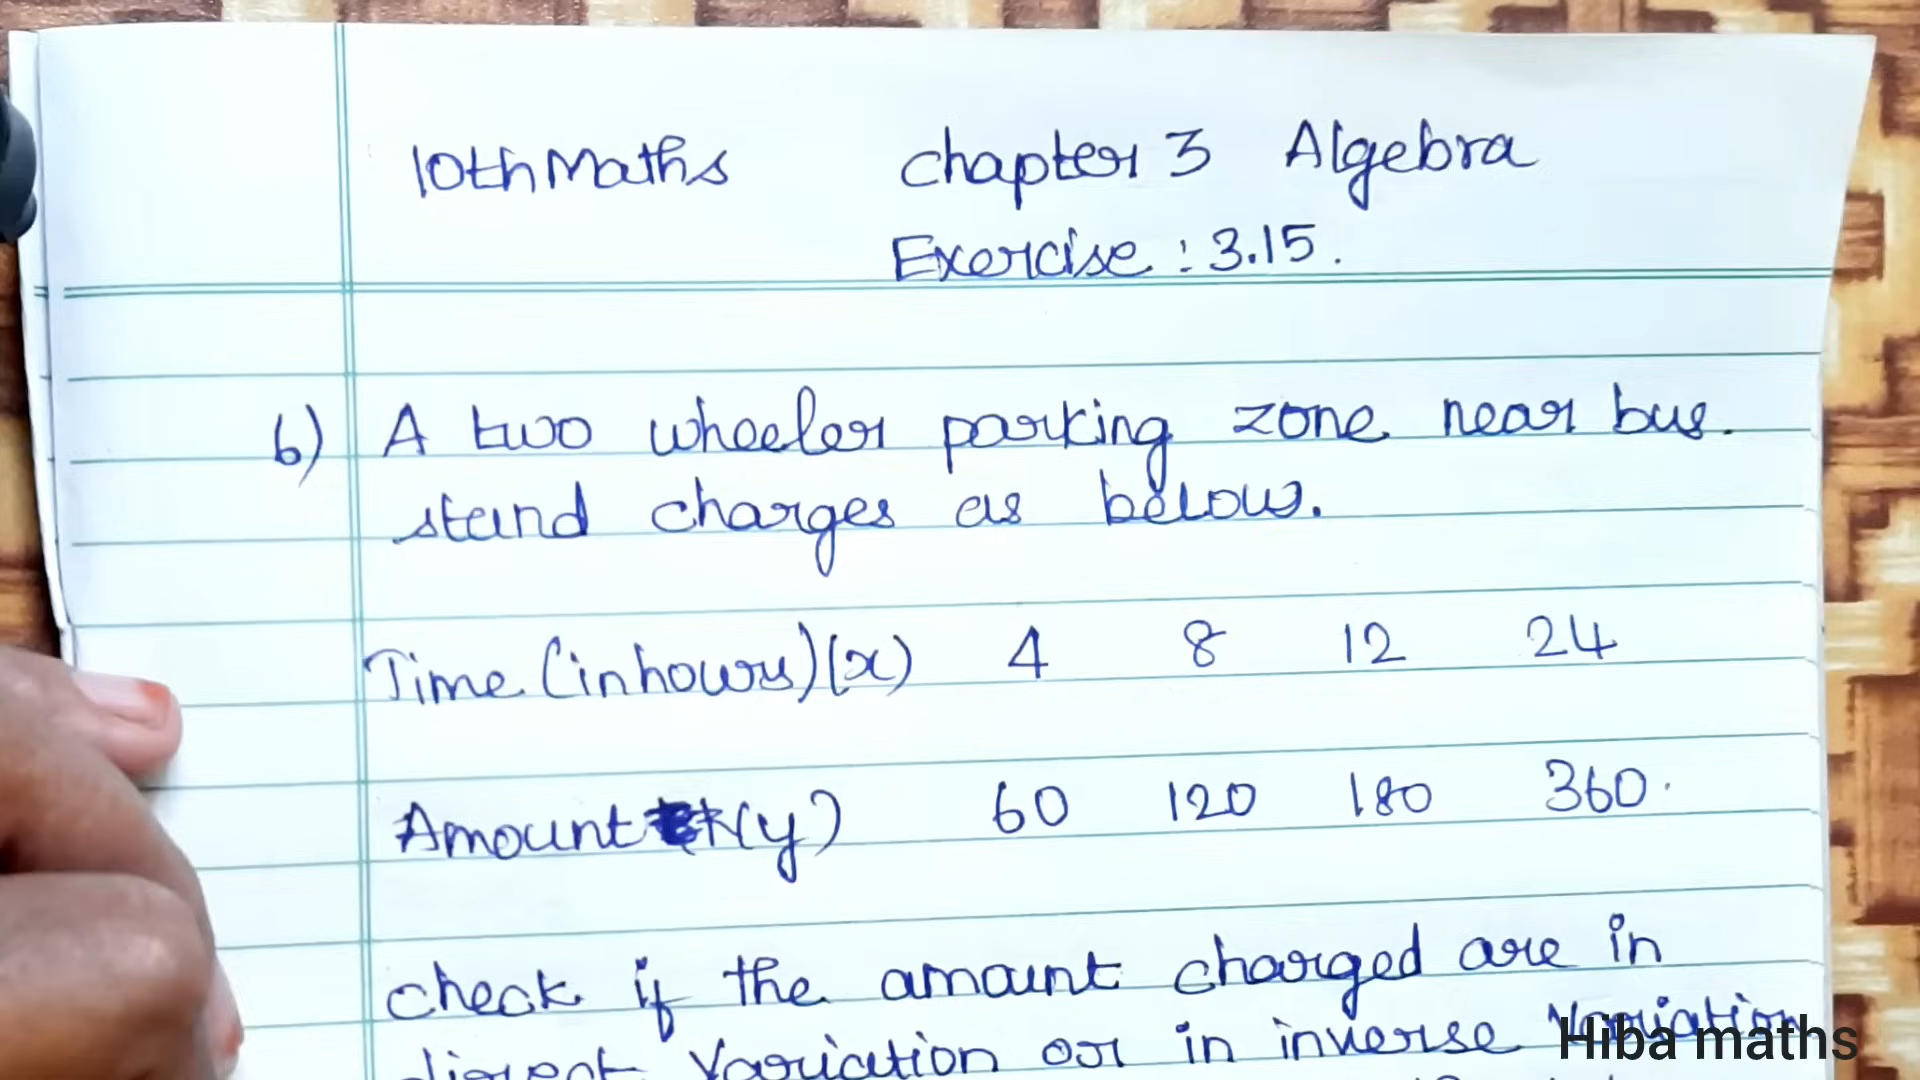 10th Maths chapter 3 Algebra
Exercise : 3.15.
6) A two wheeler parking zone near bus.
stand charges as below.
Time (in hours)(x) 4 8 12 24
Amount (y) 60 120 180 360.
check if the amount charged are in
direct variation or in inverse variation
Hiba maths